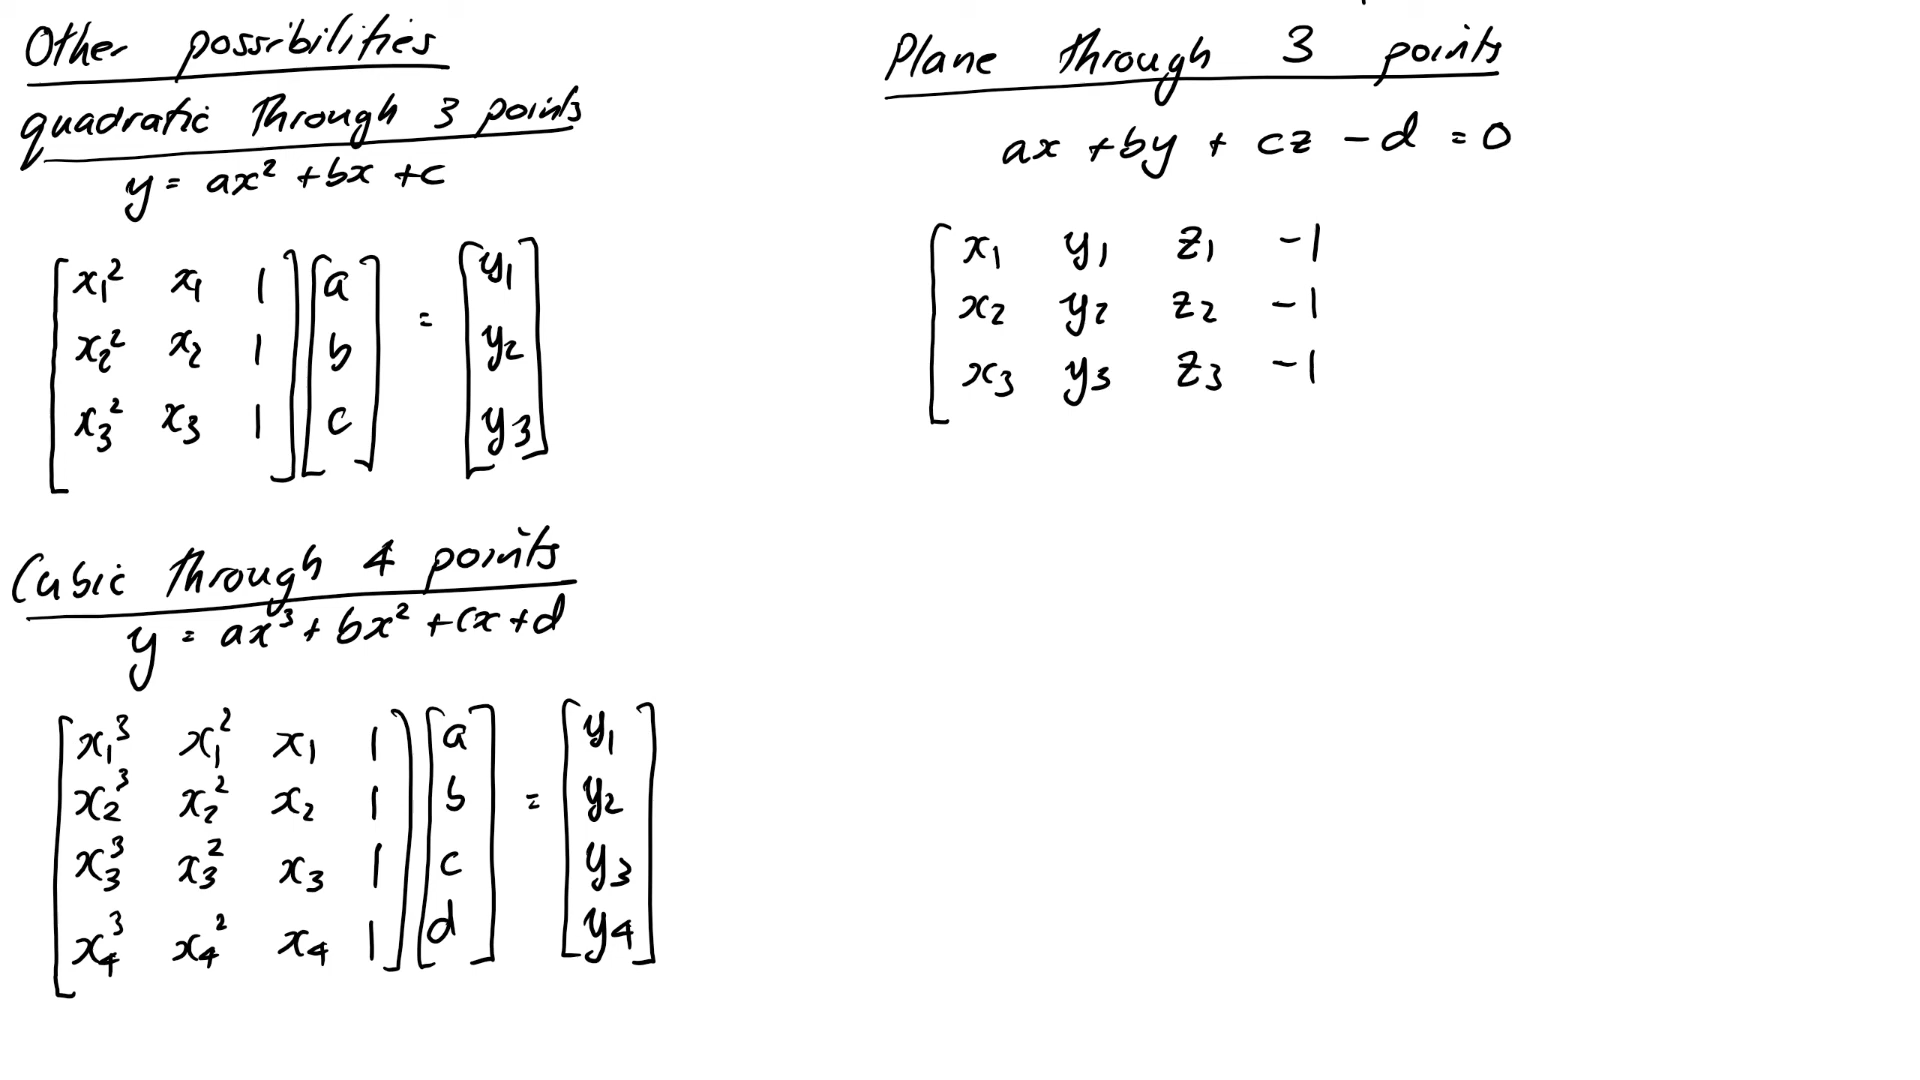 Other possibilities
quadratic through 3 points
y = ax² + bx + c
[ x₁² x₁ 1 ] [ a ] [ y₁ ]
[ x₂² x₂ 1 ] [ b ] = [ y₂ ]
[ x₃² x₃ 1 ] [ c ] [ y₃ ]
Cubic through 4 points
y = ax³ + bx² + cx + d
[ x₁³ x₁² x₁ 1 ] [ a ] [ y₁ ]
[ x₂³ x₂² x₂ 1 ] [ b ] = [ y₂ ]
[ x₃³ x₃² x₃ 1 ] [ c ] [ y₃ ]
[ x₄³ x₄² x₄ 1 ] [ d ] [ y₄ ]
Plane through 3 points
ax + by + cz - d = 0
[ x₁ y₁ z₁ -1
[ x₂ y₂ z₂ -1
[ x₃ y₃ z₃ -1